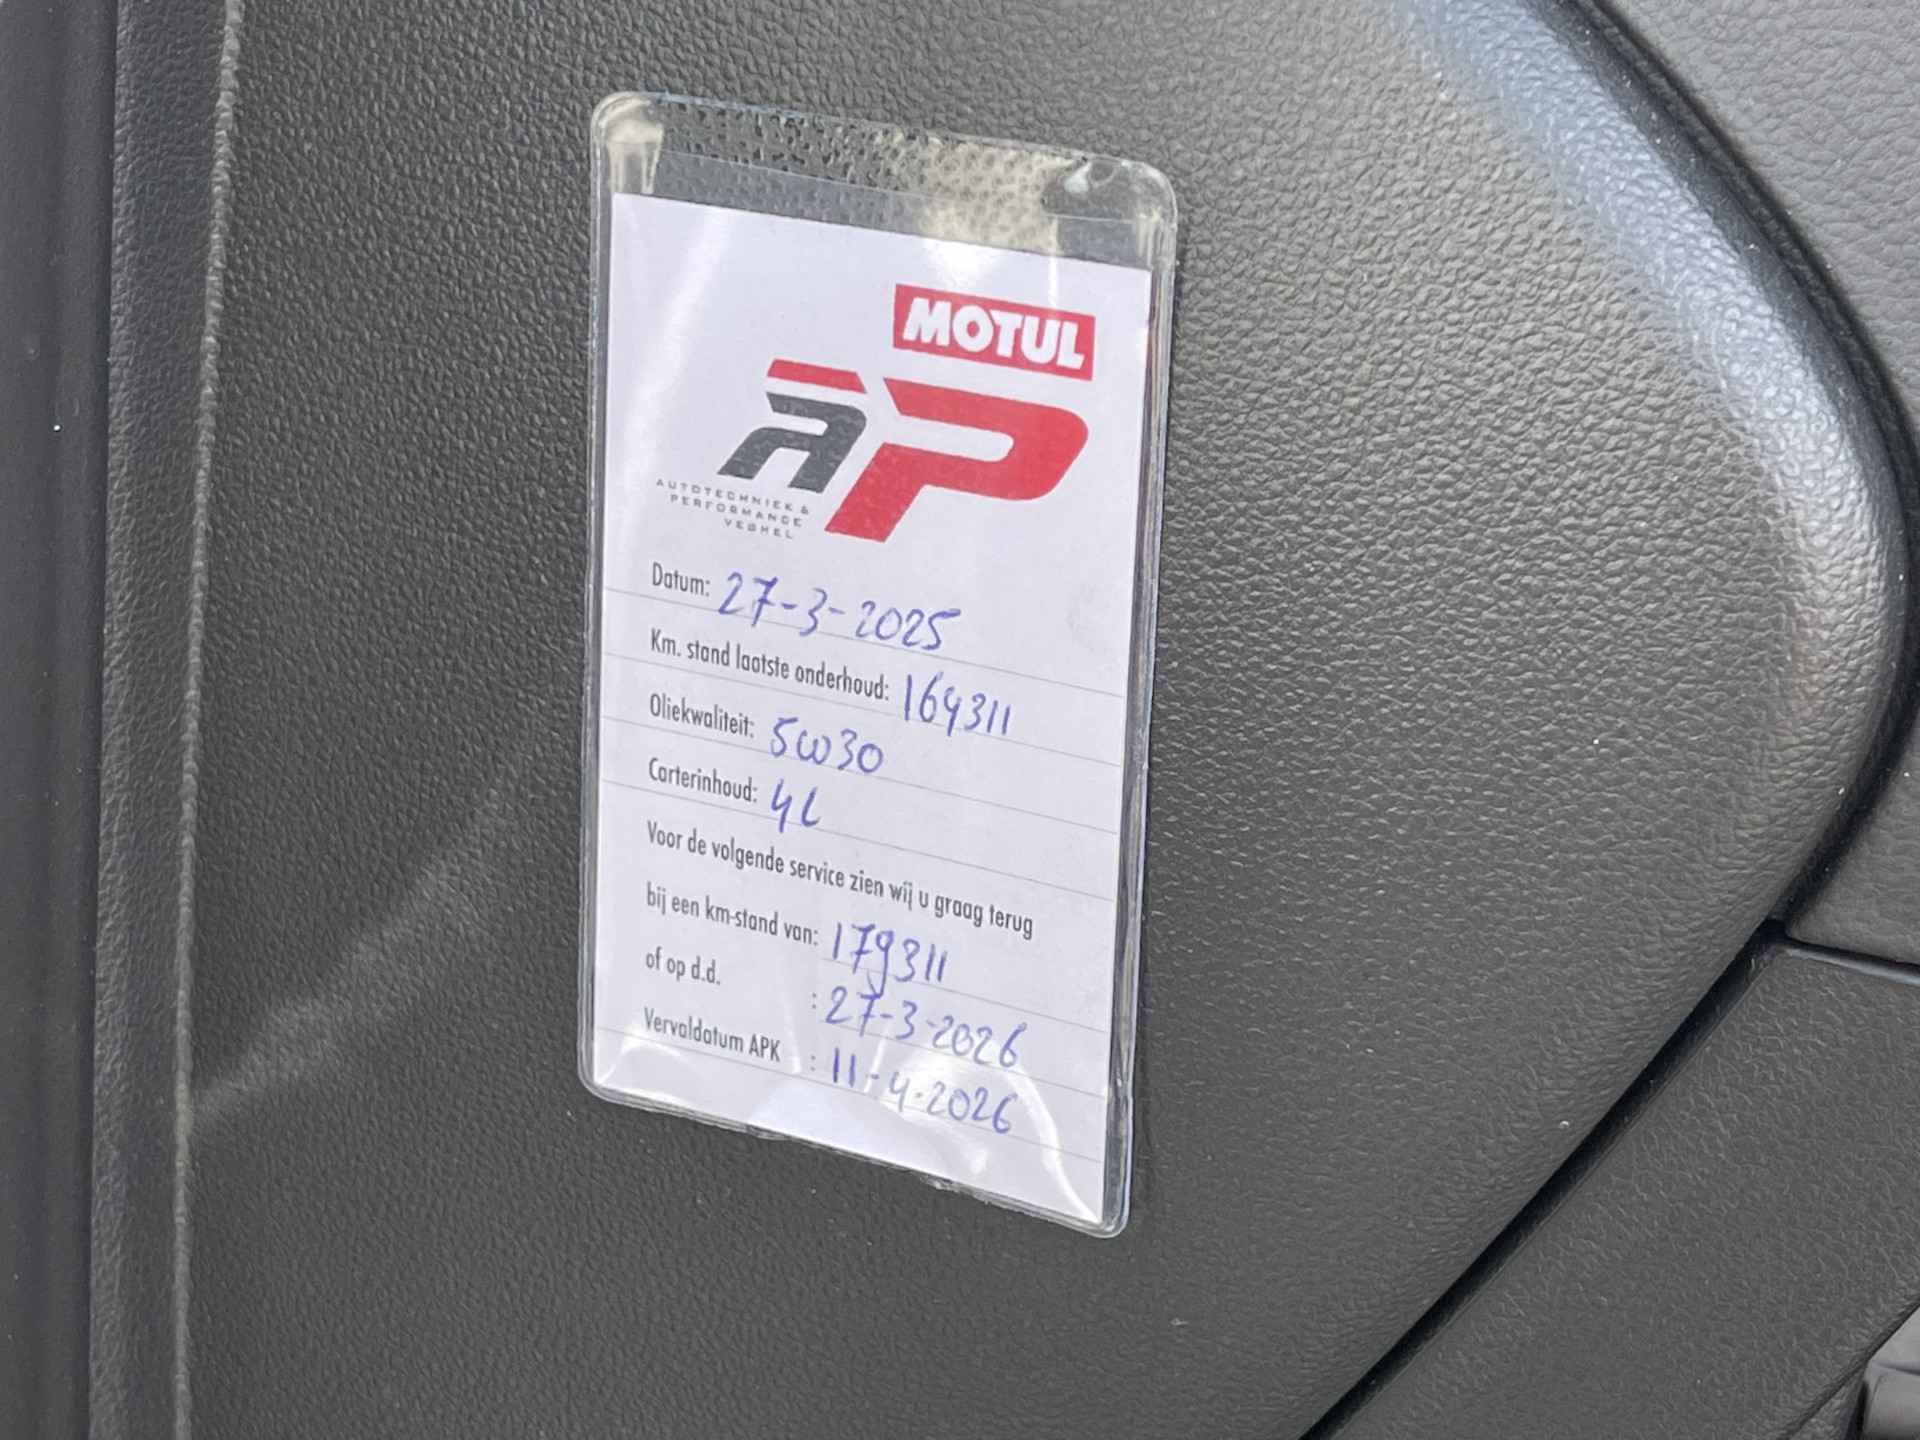 MOTUL
AP
AUTOTECHNIEK &
PERFORMANCE
VEGHEL
Datum: 27-3-2025
Km. stand laatste onderhoud: 164311
Oliekwaliteit: 5W30
Carterinhoud: 4L
Voor de volgende service zien wij u graag terug
bij een km-stand van: 179311
of op d.d. : 27-3-2026
Vervaldatum APK : 11-4-2026